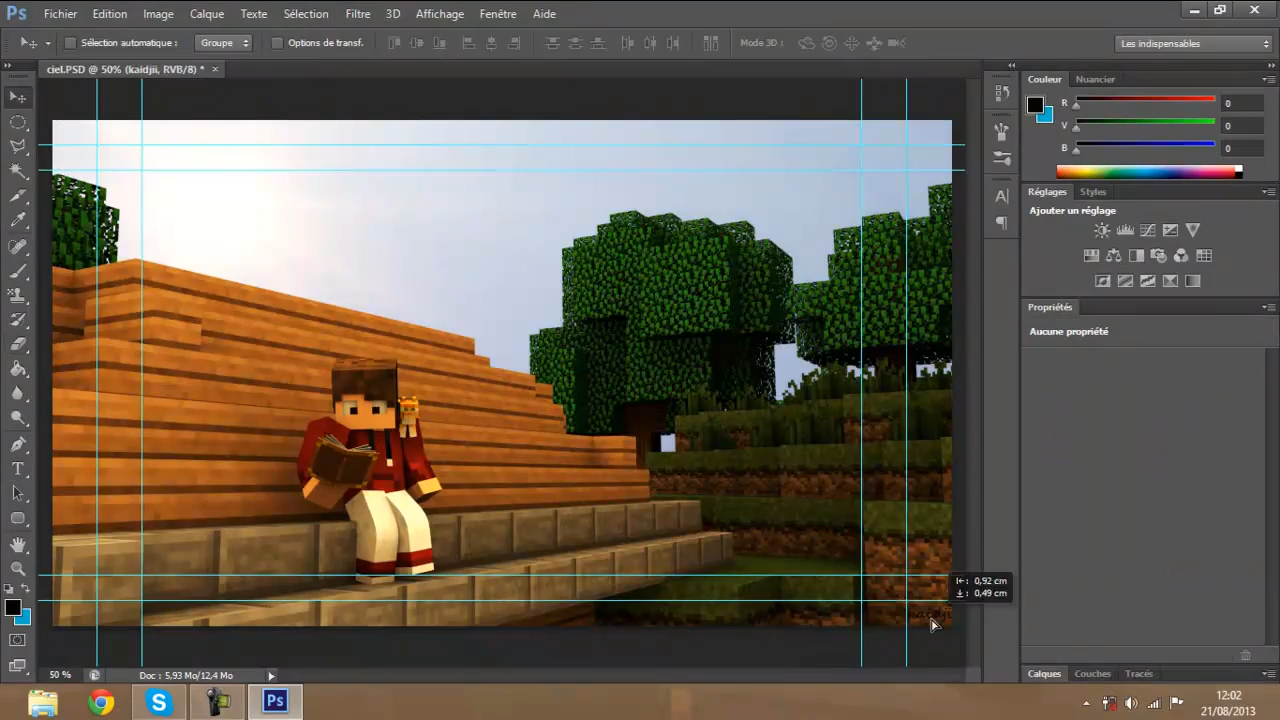 Ps Fichier Edition Image Calque Texte Sélection Filtre 3D Affichage Fenêtre Aide
Sélection automatique : Groupe Options de transf. Mode 3D : Les indispensables
ciel.PSD @ 50% (kaidjii, RVB/8) * ×
Couleur Nuancier
R 0
V 0
B 0
Réglages Styles
Ajouter un réglage
Propriétés
Aucune propriété
0,92 cm
0,49 cm
50 % Doc : 5,93 Mo/12,4 Mo
Calques Couches Tracés
12:02
21/08/2013